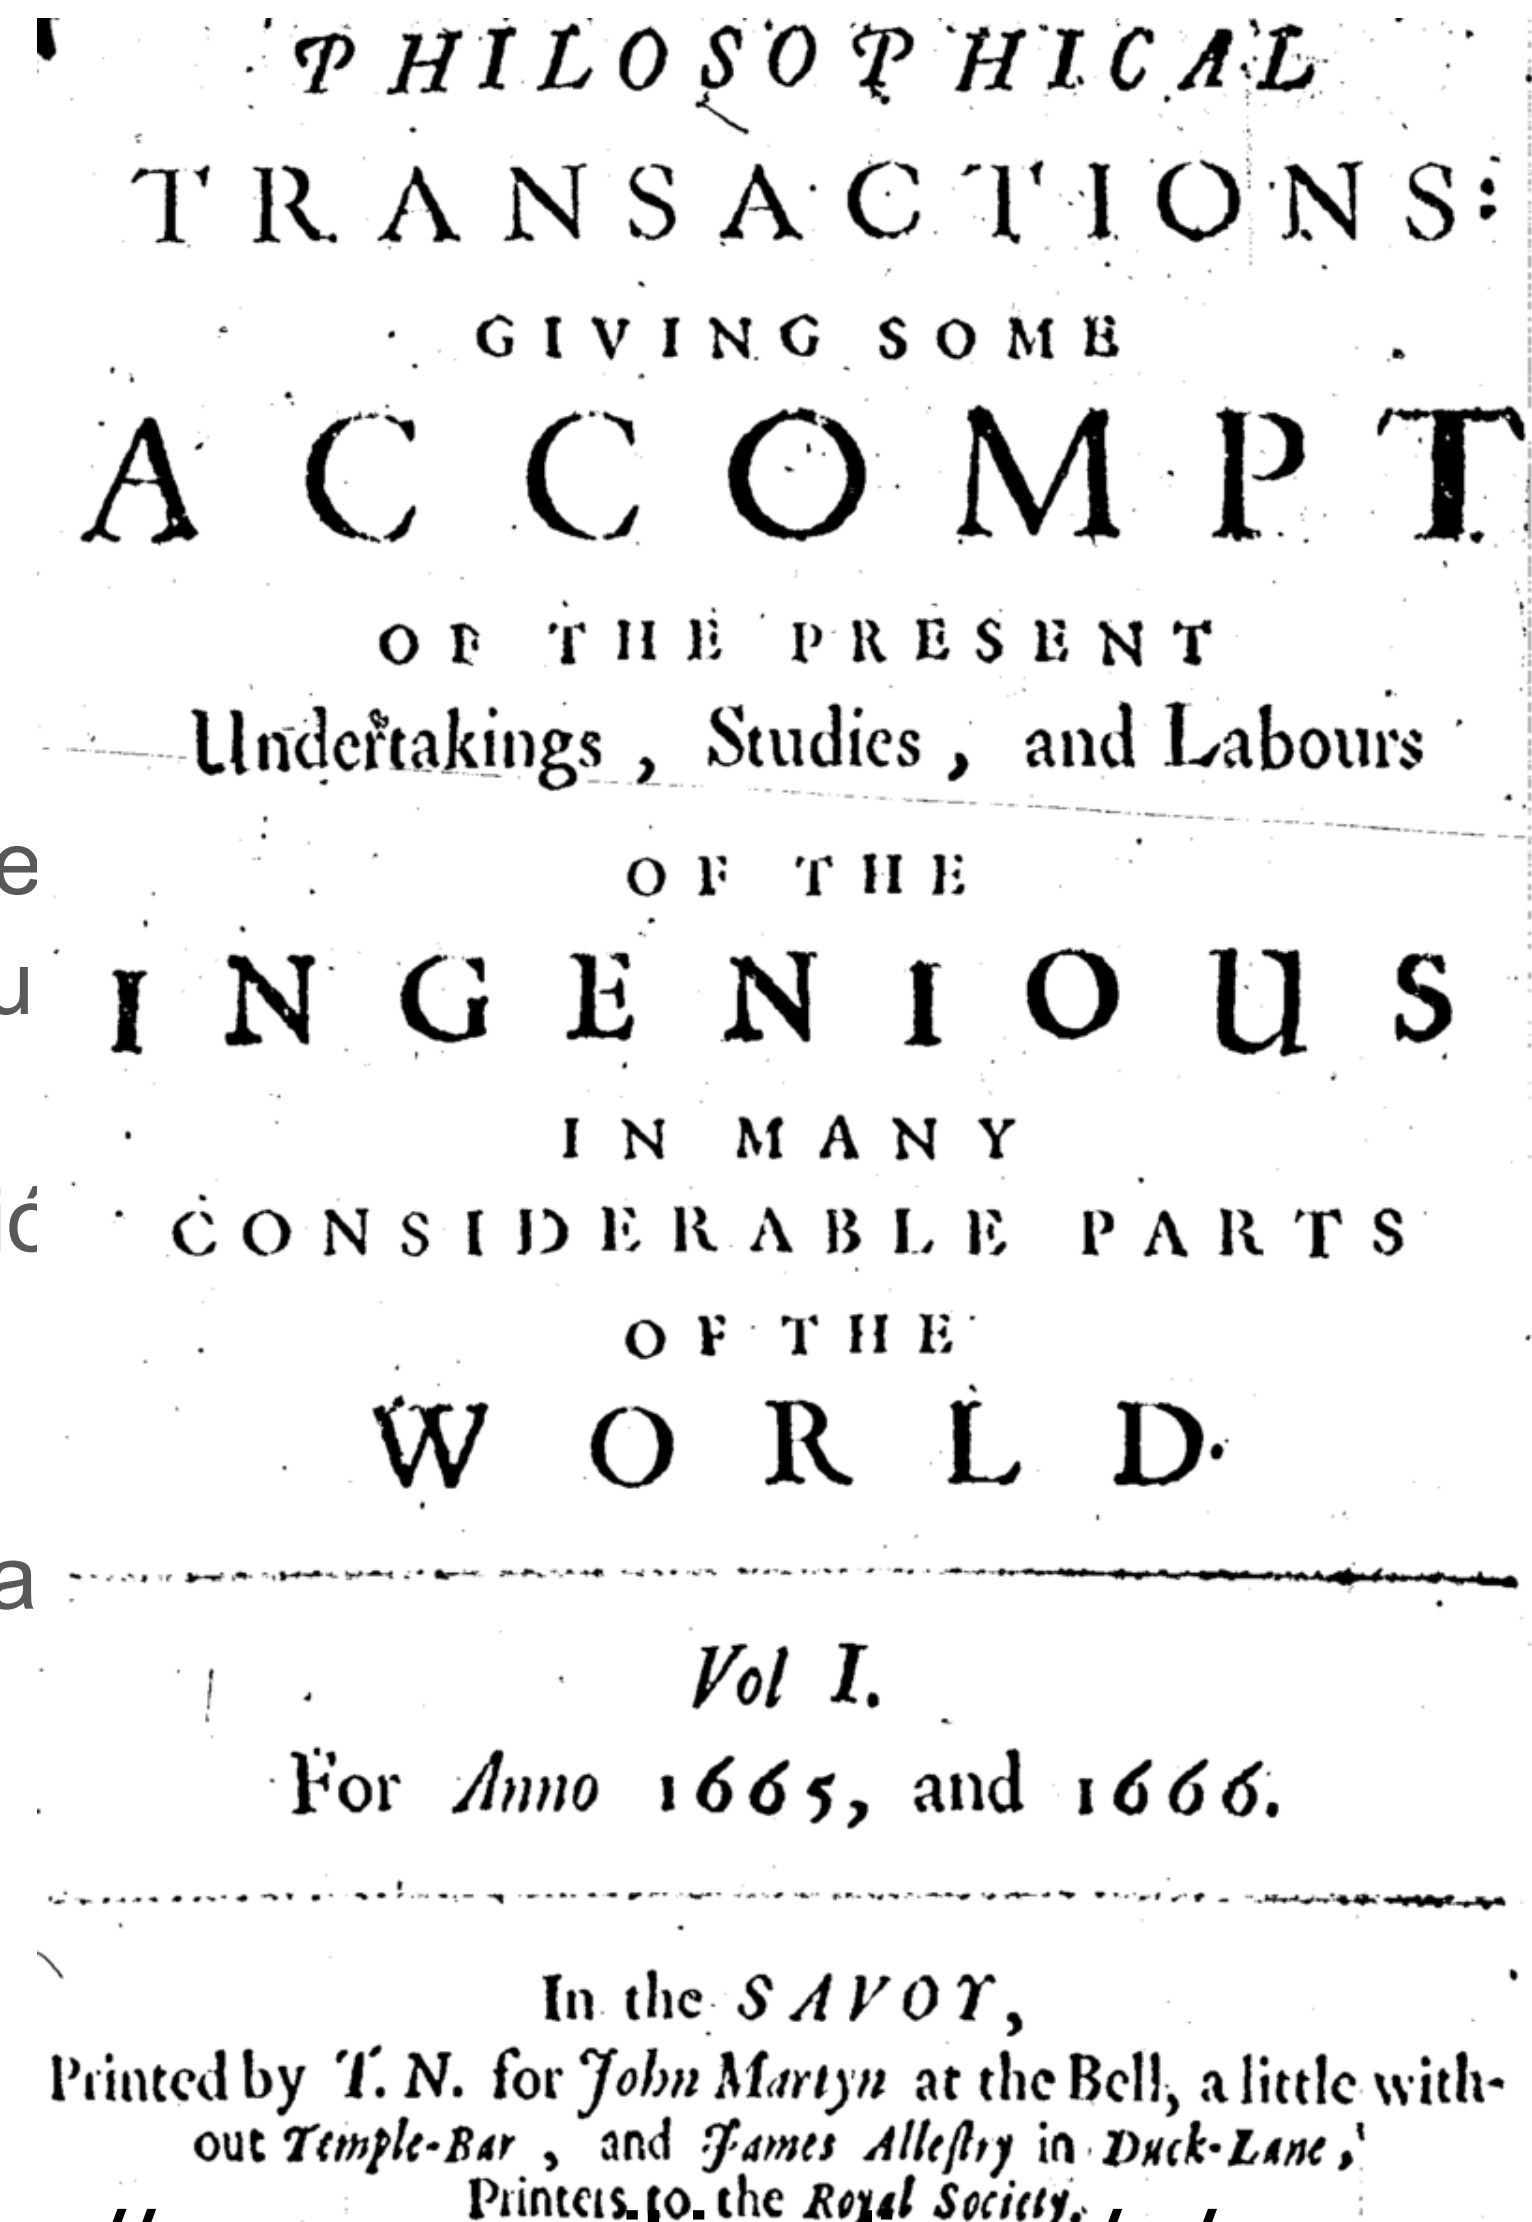 PHILOSOPHICAL
TRANSACTIONS:
GIVING SOME
ACCOMPT
OF THE PRESENT
Undertakings, Studies, and Labours
OF THE
INGENIOUS
IN MANY
CONSIDERABLE PARTS
OF THE
WORLD.
Vol I.
For Anno 1665, and 1666.
In the SAVOY,
Printed by T. N. for John Martyn at the Bell, a little with-
out Temple-Bar, and James Allestry in Duck-Lane,
Printers to the Royal Society.